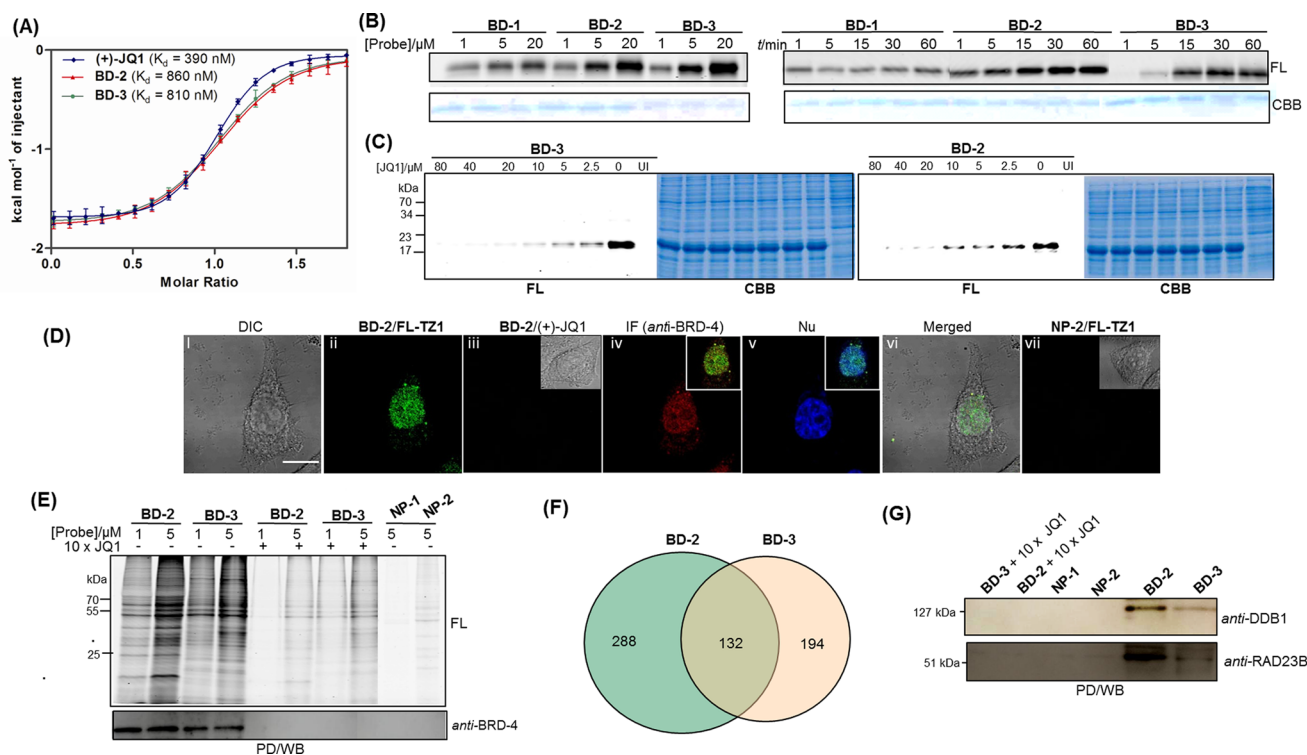 (A)
0
-1
-2
kcal mol⁻¹ of injectant
0.0 0.5 1.0 1.5
Molar Ratio
(+)-JQ1 (Kd = 390 nM)
BD-2 (Kd = 860 nM)
BD-3 (Kd = 810 nM)
(B)
BD-1 BD-2 BD-3
[Probe]/µM 1 5 20 1 5 20 1 5 20
BD-1 BD-2 BD-3
t/min 1 5 15 30 60 1 5 15 30 60 1 5 15 30 60
FL
CBB
(C)
BD-3
[JQ1]/µM 80 40 20 10 5 2.5 0 UI
kDa
70
34
23
17
FL CBB
BD-2
80 40 20 10 5 2.5 0 UI
FL CBB
(D)
DIC BD-2/FL-TZ1 BD-2/(+)-JQ1 IF (anti-BRD-4) Nu Merged NP-2/FL-TZ1
i ii iii iv v vi vii
(E)
BD-2 BD-3 BD-2 BD-3 NP-1 NP-2
[Probe]/µM 1 5 1 5 1 5 1 5 5 5
10 x JQ1 - - - - + + + + - -
kDa
70
55
25
FL
anti-BRD-4
PD/WB
(F)
BD-2 BD-3
288 132 194
(G)
BD-3 + 10 x JQ1
BD-2 + 10 x JQ1
NP-1
NP-2
BD-2
BD-3
127 kDa
anti-DDB1
51 kDa
anti-RAD23B
PD/WB